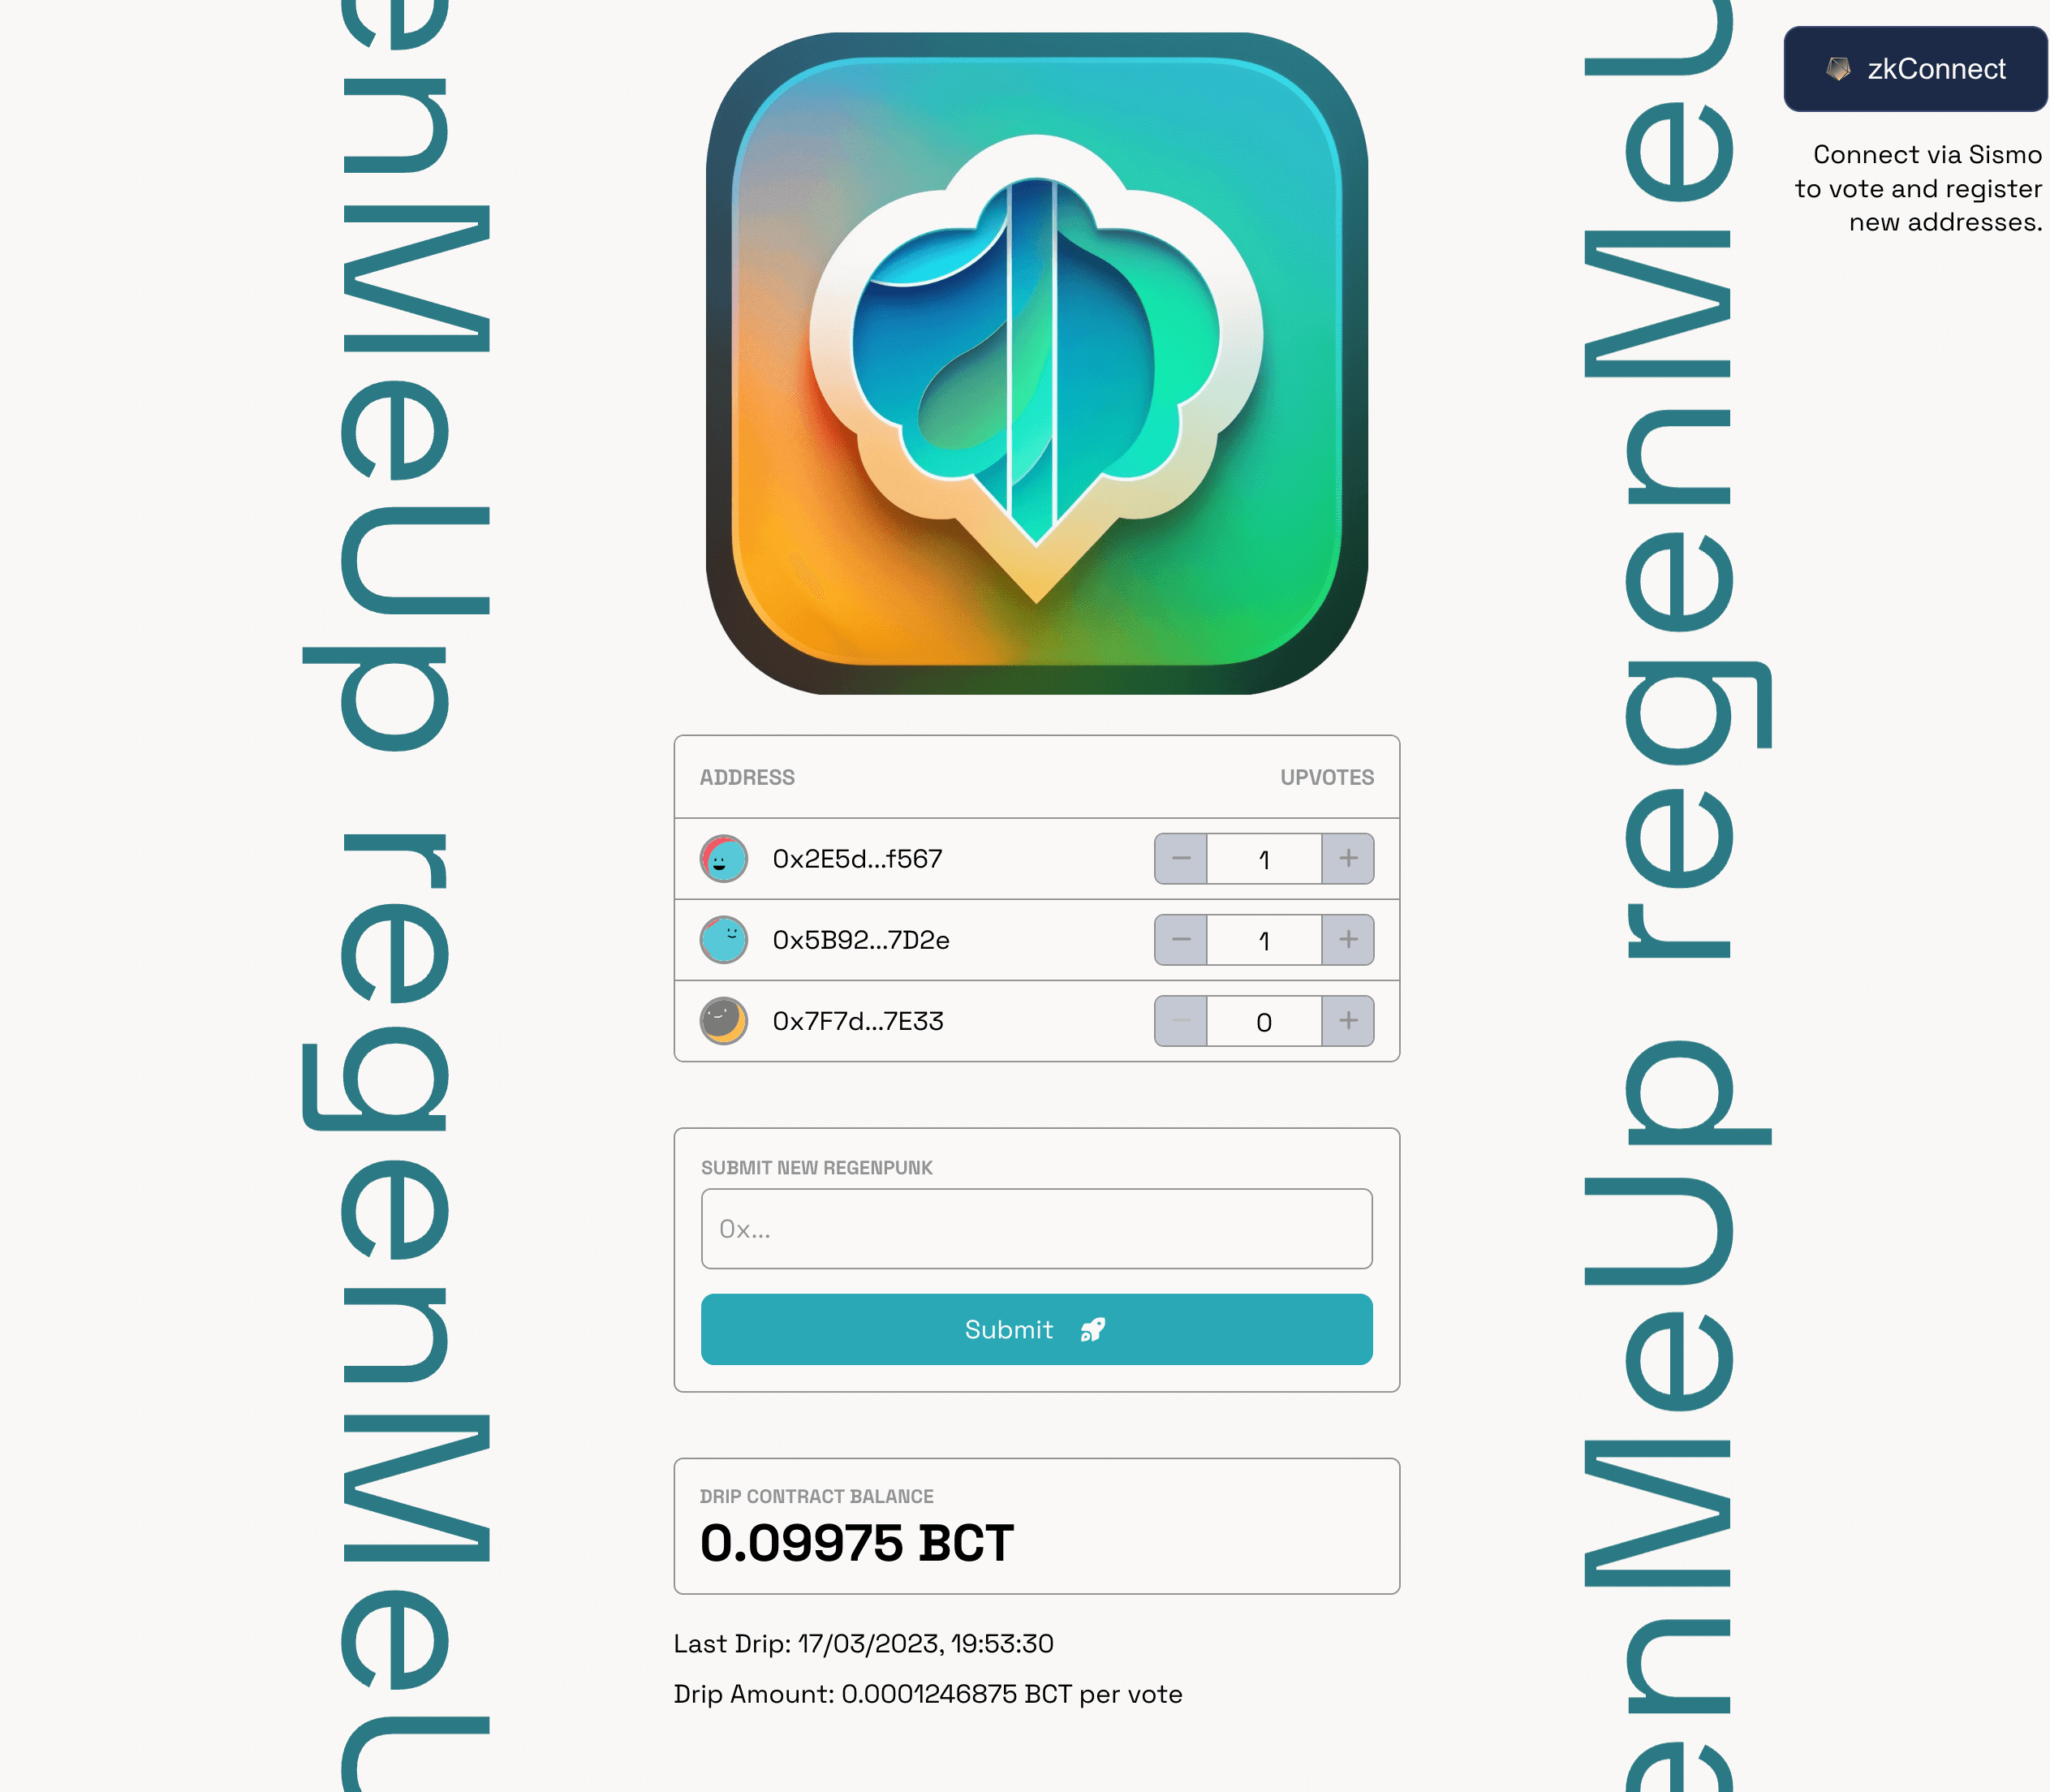 enMeUp regenMeU
zkConnect
Connect via Sismo
to vote and register
new addresses.
ADDRESS UPVOTES
0x2E5d...f567 1
0x5B92...7D2e 1
0x7F7d...7E33 0
SUBMIT NEW REGENPUNK
0x...
Submit
DRIP CONTRACT BALANCE
0.09975 BCT
Last Drip: 17/03/2023, 19:53:30
Drip Amount: 0.0001246875 BCT per vote
enMeUp regenMeU